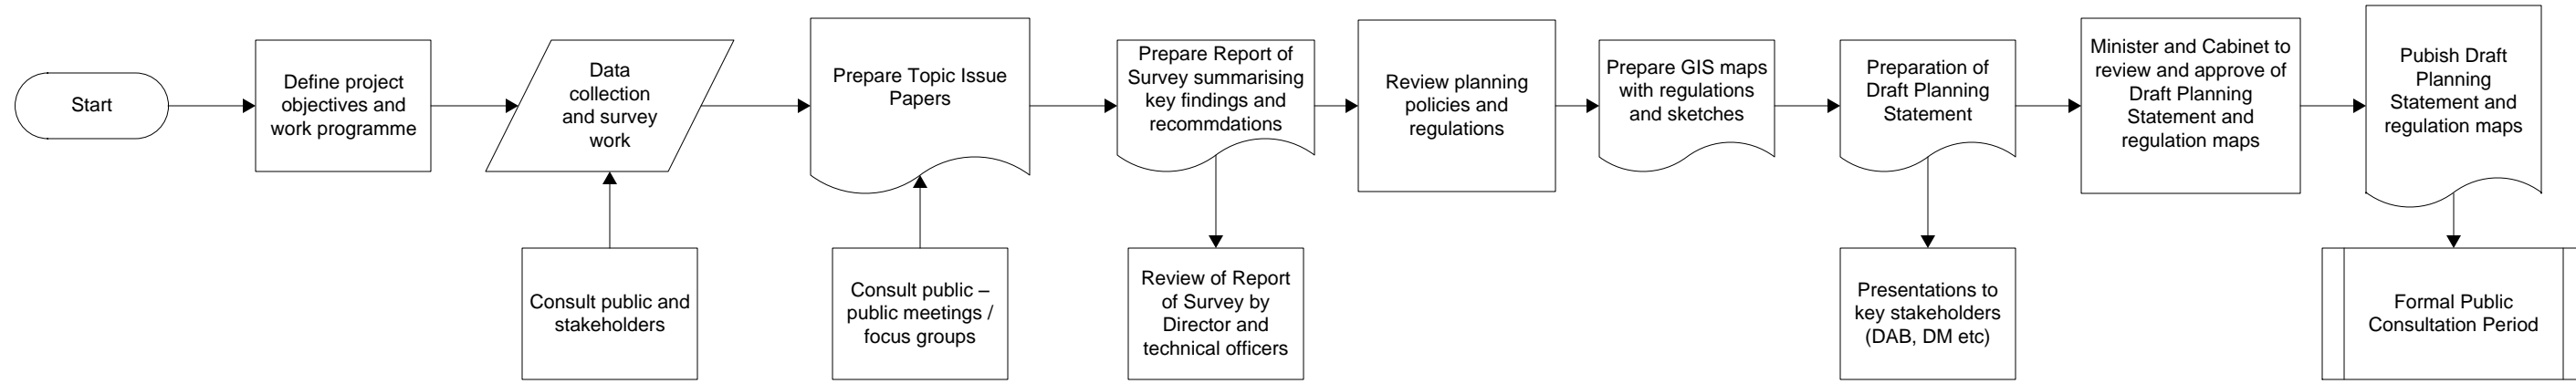 Start
Define project
objectives and
work programme
Data
collection
and survey
work
Prepare Topic Issue
Papers
Prepare Report of
Survey summarising
key findings and
recommdations
Review planning
policies and
regulations
Prepare GIS maps
with regulations
and sketches
Preparation of
Draft Planning
Statement
Minister and Cabinet to
review and approve of
Draft Planning
Statement and
regulation maps
Pubish Draft
Planning
Statement and
regulation maps
Consult public and
stakeholders
Consult public –
public meetings /
focus groups
Review of Report
of Survey by
Director and
technical officers
Presentations to
key stakeholders
(DAB, DM etc)
Formal Public
Consultation Period